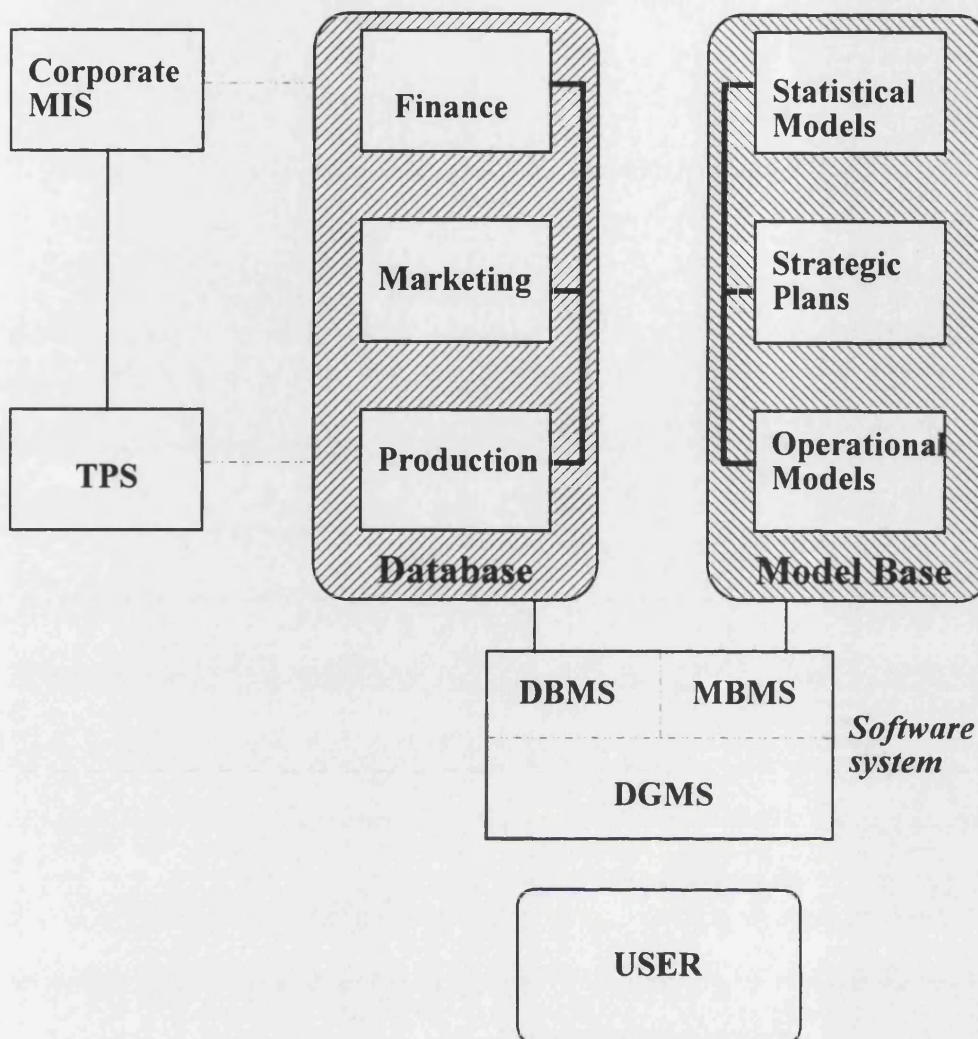 Corporate
MIS
TPS
Finance
Marketing
Production
Database
Statistical
Models
Strategic
Plans
Operational
Models
Model Base
DBMS
MBMS
DGMS
Software
system
USER